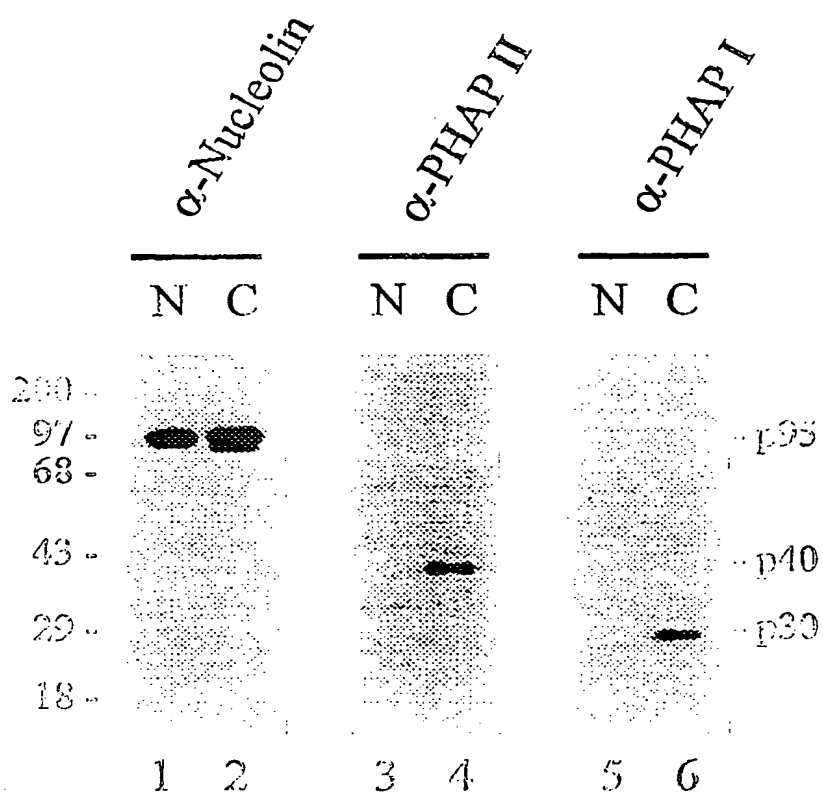 α-Nucleolin
α-PHAP II
α-PHAP I
N C
N C
N C
200
97
68
43
29
18
p95
p40
p30
1 2
3 4
5 6